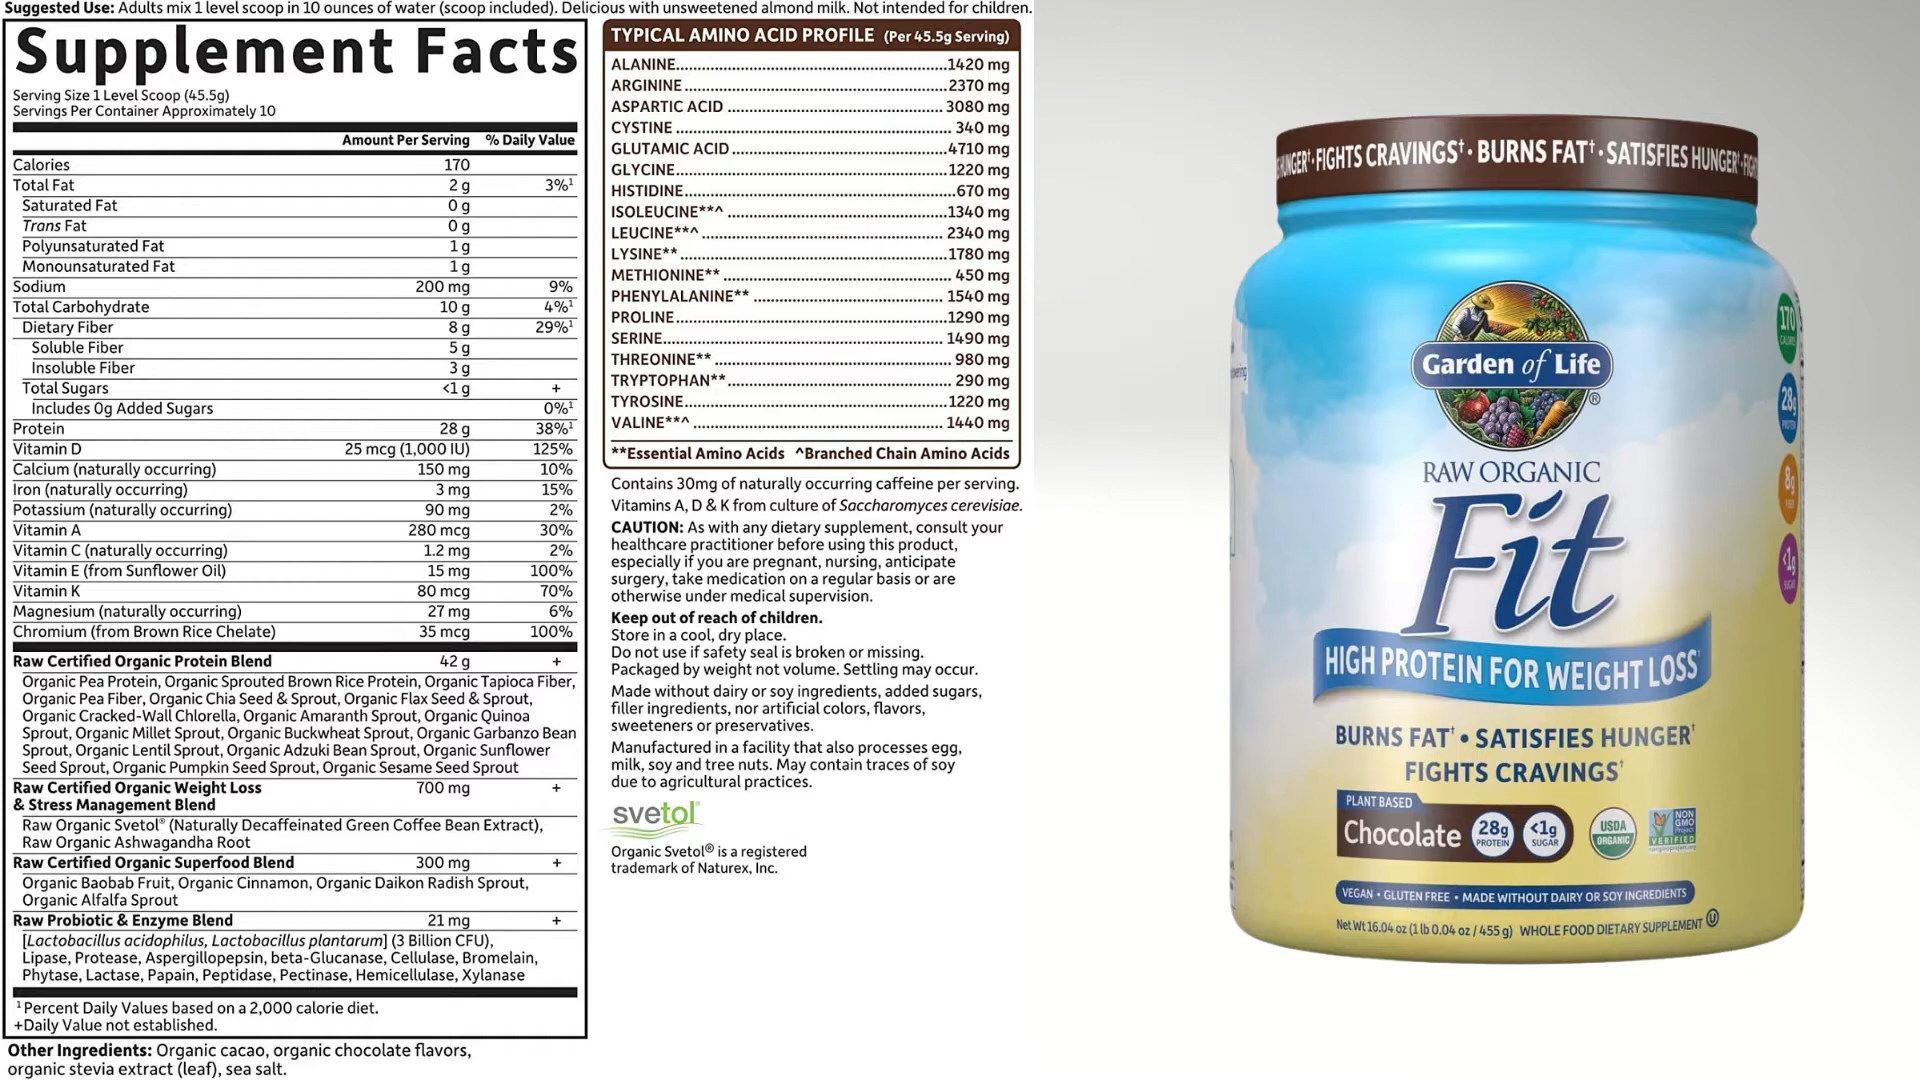 Suggested Use: Adults mix 1 level scoop in 10 ounces of water (scoop included). Delicious with unsweetened almond milk. Not intended for children.
Supplement Facts
Serving Size 1 Level Scoop (45.5g)
Servings Per Container Approximately 10
Amount Per Serving % Daily Value
Calories 170
Total Fat 2 g 3%¹
Saturated Fat 0 g
Trans Fat 0 g
Polyunsaturated Fat 1 g
Monounsaturated Fat 1 g
Sodium 200 mg 9%
Total Carbohydrate 10 g 4%¹
Dietary Fiber 8 g 29%¹
Soluble Fiber 5 g
Insoluble Fiber 3 g
Total Sugars <1 g +
Includes 0g Added Sugars 0%¹
Protein 28 g 38%¹
Vitamin D 25 mcg (1,000 IU) 125%
Calcium (naturally occurring) 150 mg 10%
Iron (naturally occurring) 3 mg 15%
Potassium (naturally occurring) 90 mg 2%
Vitamin A 280 mcg 30%
Vitamin C (naturally occurring) 1.2 mg 2%
Vitamin E (from Sunflower Oil) 15 mg 100%
Vitamin K 80 mcg 70%
Magnesium (naturally occurring) 27 mg 6%
Chromium (from Brown Rice Chelate) 35 mcg 100%
Raw Certified Organic Protein Blend 42 g +
Organic Pea Protein, Organic Sprouted Brown Rice Protein, Organic Tapioca Fiber,
Organic Pea Fiber, Organic Chia Seed & Sprout, Organic Flax Seed & Sprout,
Organic Cracked-Wall Chlorella, Organic Amaranth Sprout, Organic Quinoa
Sprout, Organic Millet Sprout, Organic Buckwheat Sprout, Organic Garbanzo Bean
Sprout, Organic Lentil Sprout, Organic Adzuki Bean Sprout, Organic Sunflower
Seed Sprout, Organic Pumpkin Seed Sprout, Organic Sesame Seed Sprout
Raw Certified Organic Weight Loss 700 mg +
& Stress Management Blend
Raw Organic Svetol® (Naturally Decaffeinated Green Coffee Bean Extract),
Raw Organic Ashwagandha Root
Raw Certified Organic Superfood Blend 300 mg +
Organic Baobab Fruit, Organic Cinnamon, Organic Daikon Radish Sprout,
Organic Alfalfa Sprout
Raw Probiotic & Enzyme Blend 21 mg +
[Lactobacillus acidophilus, Lactobacillus plantarum] (3 Billion CFU),
Lipase, Protease, Aspergillopepsin, beta-Glucanase, Cellulase, Bromelain,
Phytase, Lactase, Papain, Peptidase, Pectinase, Hemicellulase, Xylanase
¹ Percent Daily Values based on a 2,000 calorie diet.
+Daily Value not established.
Other Ingredients: Organic cacao, organic chocolate flavors,
organic stevia extract (leaf), sea salt.
TYPICAL AMINO ACID PROFILE (Per 45.5g Serving)
ALANINE 1420 mg
ARGININE 2370 mg
ASPARTIC ACID 3080 mg
CYSTINE 340 mg
GLUTAMIC ACID 4710 mg
GLYCINE 1220 mg
HISTIDINE 670 mg
ISOLEUCINE**^ 1340 mg
LEUCINE**^ 2340 mg
LYSINE** 1780 mg
METHIONINE** 450 mg
PHENYLALANINE** 1540 mg
PROLINE 1290 mg
SERINE 1490 mg
THREONINE** 980 mg
TRYPTOPHAN** 290 mg
TYROSINE 1220 mg
VALINE**^ 1440 mg
**Essential Amino Acids ^Branched Chain Amino Acids
Contains 30mg of naturally occurring caffeine per serving.
Vitamins A, D & K from culture of Saccharomyces cerevisiae.
CAUTION: As with any dietary supplement, consult your
healthcare practitioner before using this product,
especially if you are pregnant, nursing, anticipate
surgery, take medication on a regular basis or are
otherwise under medical supervision.
Keep out of reach of children.
Store in a cool, dry place.
Do not use if safety seal is broken or missing.
Packaged by weight not volume. Settling may occur.
Made without dairy or soy ingredients, added sugars,
filler ingredients, nor artificial colors, flavors,
sweeteners or preservatives.
Manufactured in a facility that also processes egg,
milk, soy and tree nuts. May contain traces of soy
due to agricultural practices.
svetol®
Organic Svetol® is a registered
trademark of Naturex, Inc.
HUNGER† · FIGHTS CRAVINGS† · BURNS FAT† · SATISFIES HUNGER† ·
Garden of Life ®
RAW ORGANIC
Fit
HIGH PROTEIN FOR WEIGHT LOSS†
BURNS FAT† • SATISFIES HUNGER†
FIGHTS CRAVINGS†
PLANT BASED
Chocolate 28g PROTEIN <1g SUGAR
USDA ORGANIC
NON GMO Project VERIFIED
VEGAN • GLUTEN FREE • MADE WITHOUT DAIRY OR SOY INGREDIENTS
Net Wt 16.04 oz (1 lb 0.04 oz / 455 g) WHOLE FOOD DIETARY SUPPLEMENT U
170
28g
8g
<1g